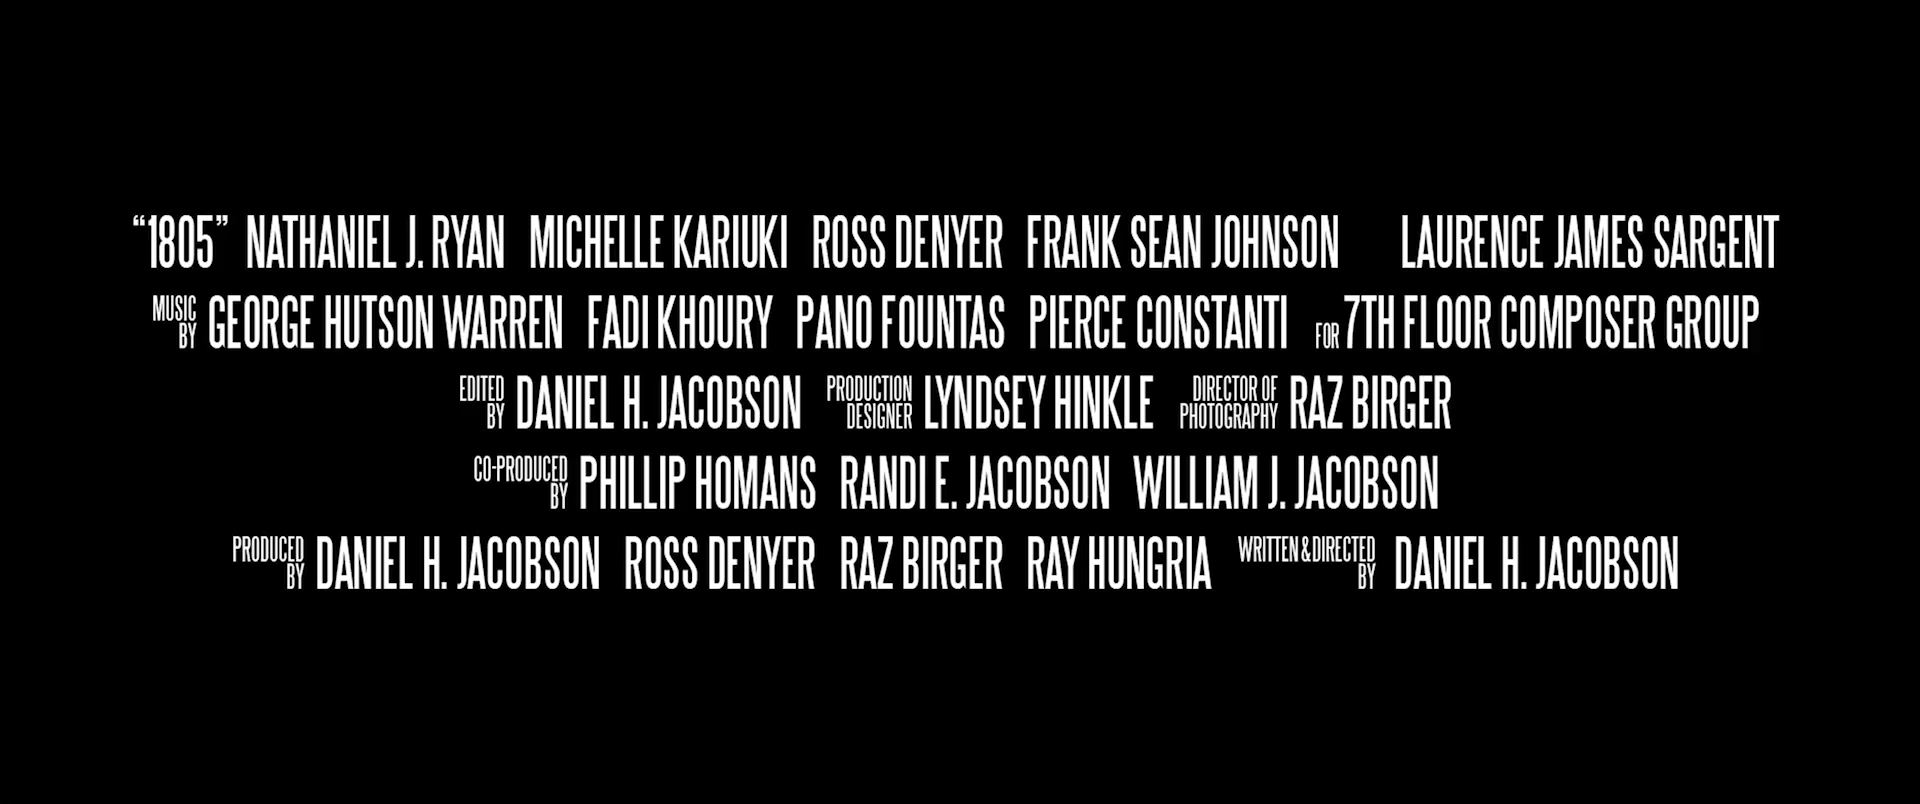 “1805” NATHANIEL J. RYAN MICHELLE KARIUKI ROSS DENYER FRANK SEAN JOHNSON LAURENCE JAMES SARGENT
MUSIC BY GEORGE HUTSON WARREN FADI KHOURY PANO FOUNTAS PIERCE CONSTANTI FOR 7TH FLOOR COMPOSER GROUP
EDITED BY DANIEL H. JACOBSON PRODUCTION DESIGNER LYNDSEY HINKLE DIRECTOR OF PHOTOGRAPHY RAZ BIRGER
CO-PRODUCED BY PHILLIP HOMANS RANDI E. JACOBSON WILLIAM J. JACOBSON
PRODUCED BY DANIEL H. JACOBSON ROSS DENYER RAZ BIRGER RAY HUNGRIA WRITTEN & DIRECTED BY DANIEL H. JACOBSON